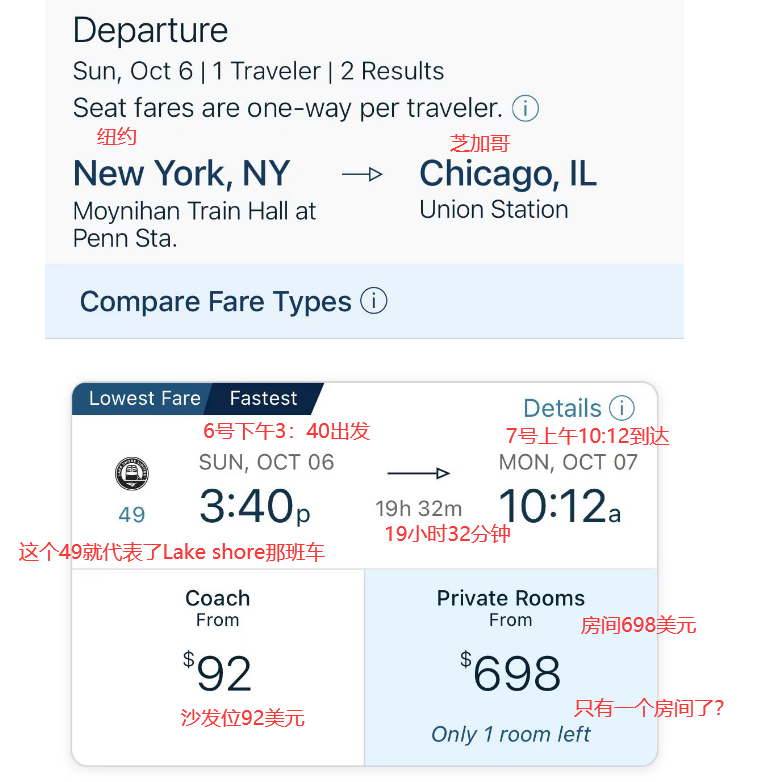 Departure
Sun, Oct 6 | 1 Traveler | 2 Results
Seat fares are one-way per traveler. i
纽约
芝加哥
New York, NY
Chicago, IL
Moynihan Train Hall at
Penn Sta.
Union Station
Compare Fare Types i
Lowest Fare
Fastest
Details i
6号下午3：40出发
7号上午10:12到达
SUN, OCT 06
MON, OCT 07
49
3:40p
19h 32m
10:12a
19小时32分钟
这个49就代表了Lake shore那班车
Coach
From
$92
沙发位92美元
Private Rooms
From
房间698美元
$698
只有一个房间了?
Only 1 room left